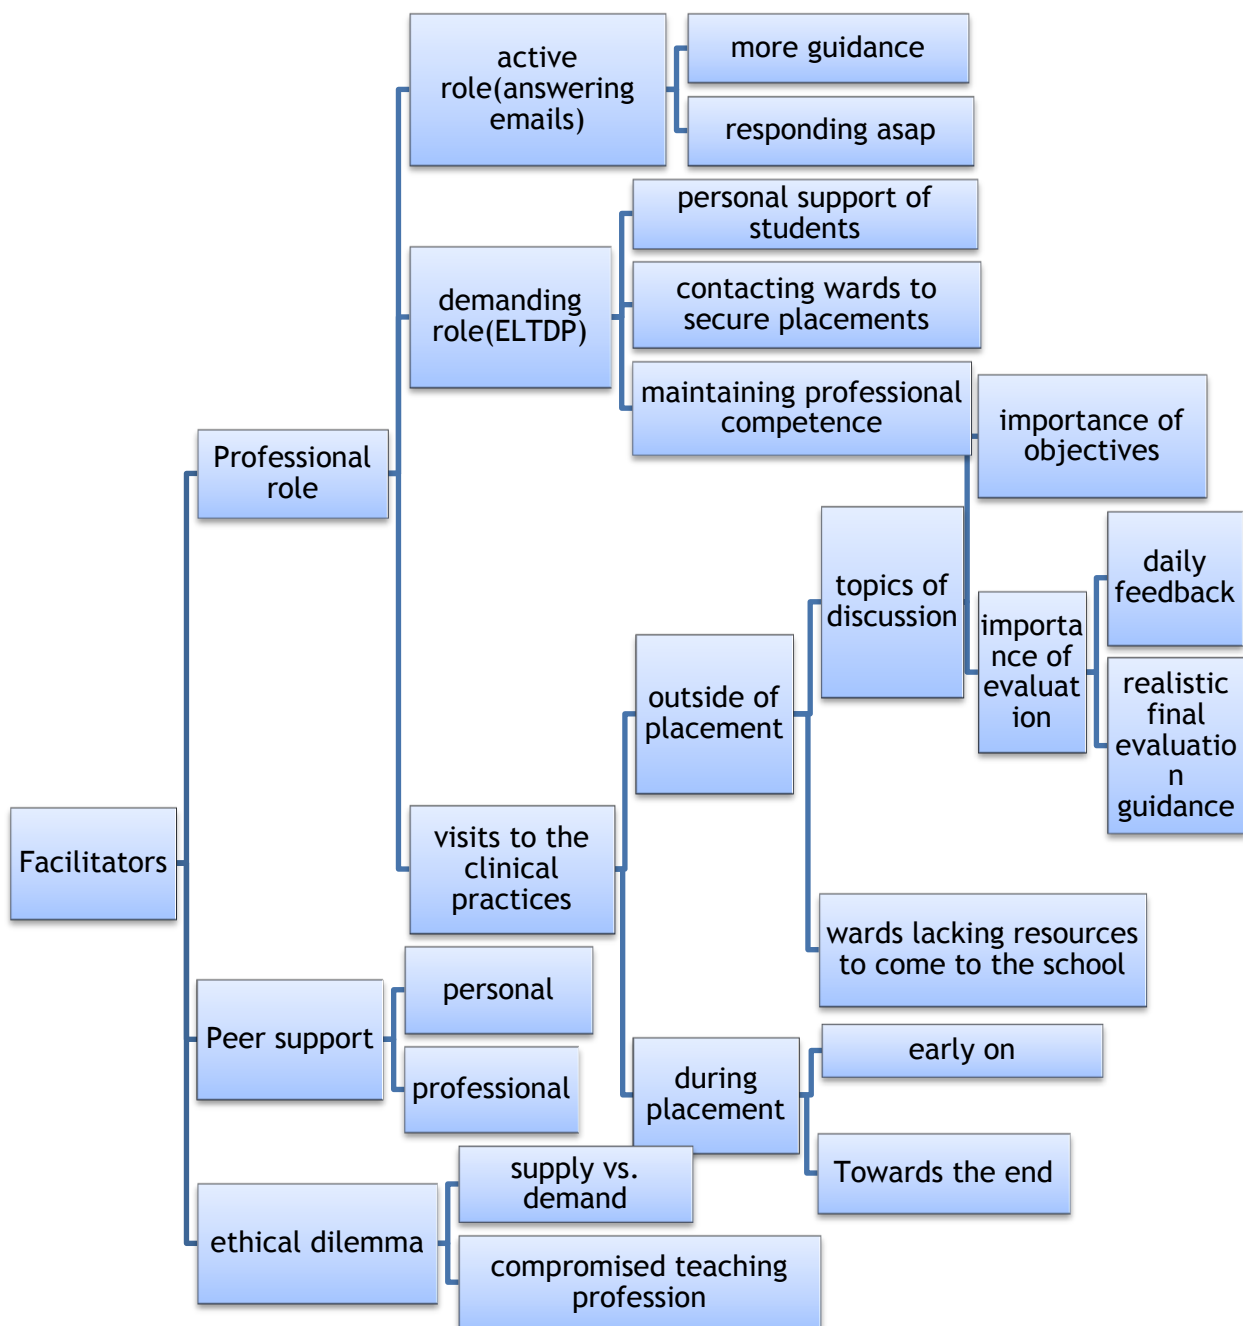 Facilitators
Professional
role
active
role(answering
emails)
more guidance
responding asap
demanding
role(ELTDP)
personal support of
students
contacting wards to
secure placements
maintaining professional
competence
visits to the
clinical
practices
outside of
placement
topics of
discussion
importance of
objectives
importa
nce of
evaluat
ion
daily
feedback
realistic
final
evaluatio
n
guidance
wards lacking resources
to come to the school
during
placement
early on
Towards the end
Peer support
personal
professional
ethical dilemma
supply vs.
demand
compromised teaching
profession